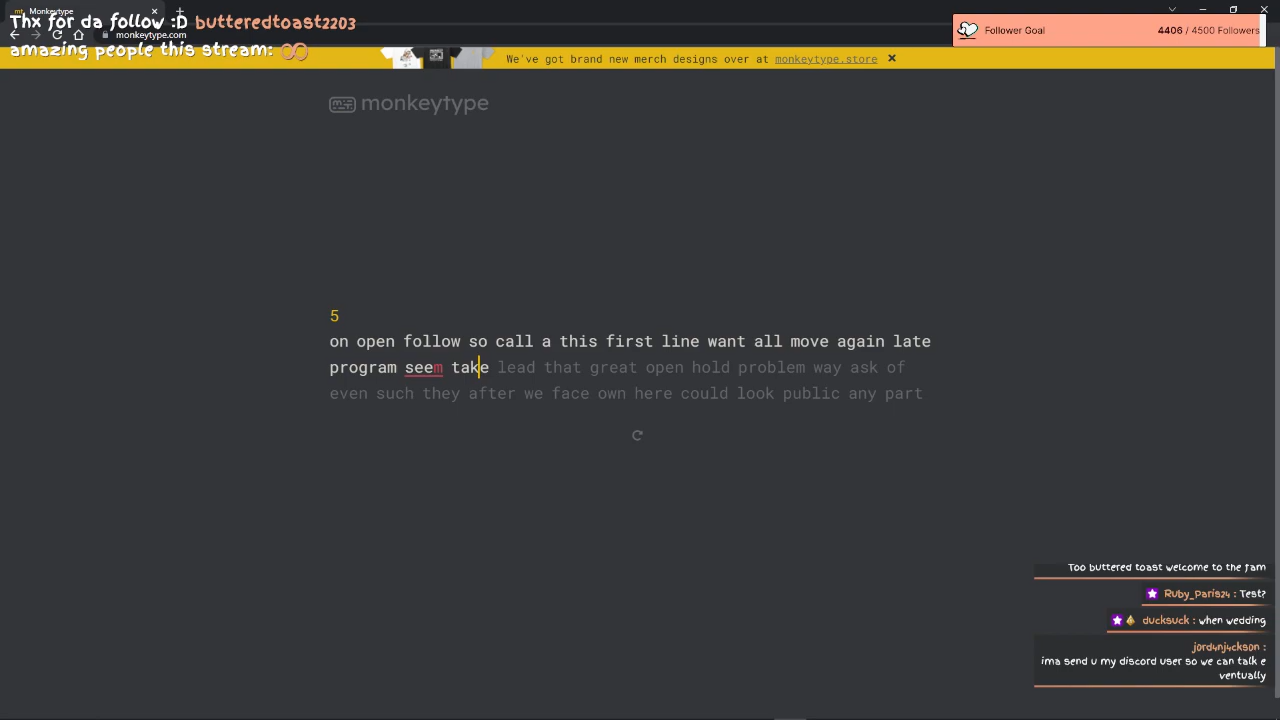 Monkeytype
Thx for da follow :D butteredtoast2203
monkeytype.com
amazing people this stream: ∞
Follower Goal 4406 / 4500 Followers
We've got brand new merch designs over at monkeytype.store
monkeytype
5
on open follow so call a this first line want all move again late
program seem take lead that great open hold problem way ask of
even such they after we face own here could look public any part
Too buttered toast welcome to the fam
Ruby_Paris24 : Test?
ducksuck : when wedding
jord4nj4ckson :
ima send u my discord user so we can talk e
ventually